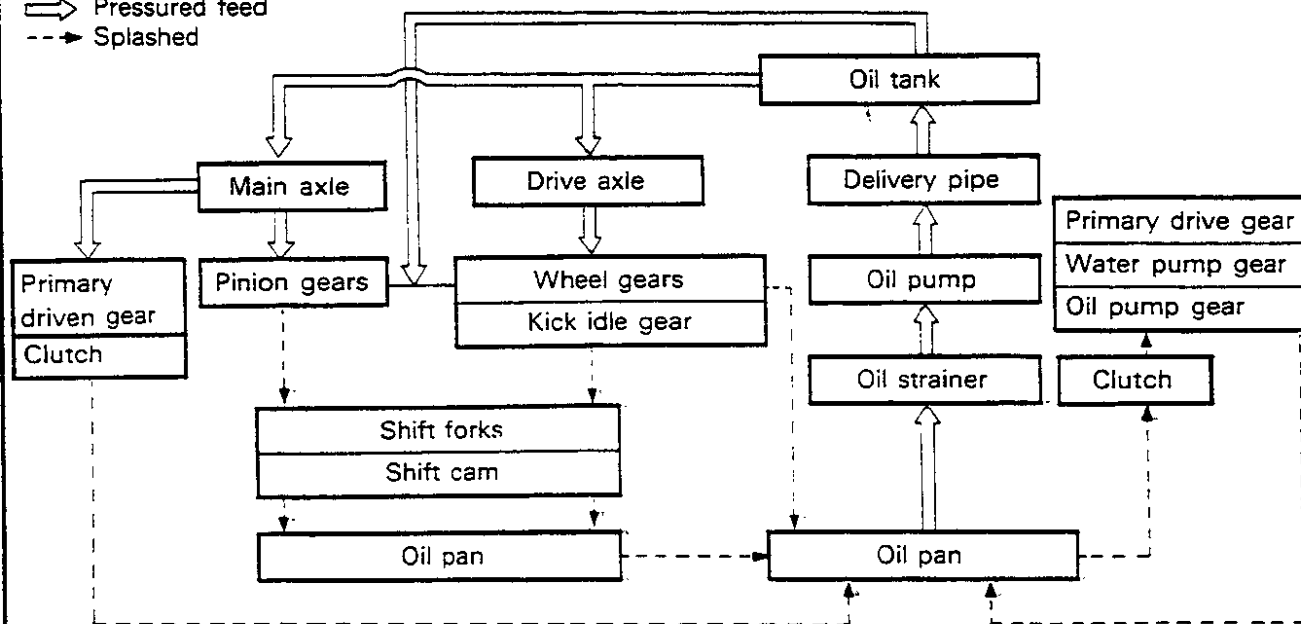 Pressured feed
Splashed
Oil tank
Main axle
Drive axle
Delivery pipe
Primary drive gear
Water pump gear
Oil pump gear
Primary
driven gear
Clutch
Pinion gears
Wheel gears
Kick idle gear
Oil pump
Oil strainer
Clutch
Shift forks
Shift cam
Oil pan
Oil pan